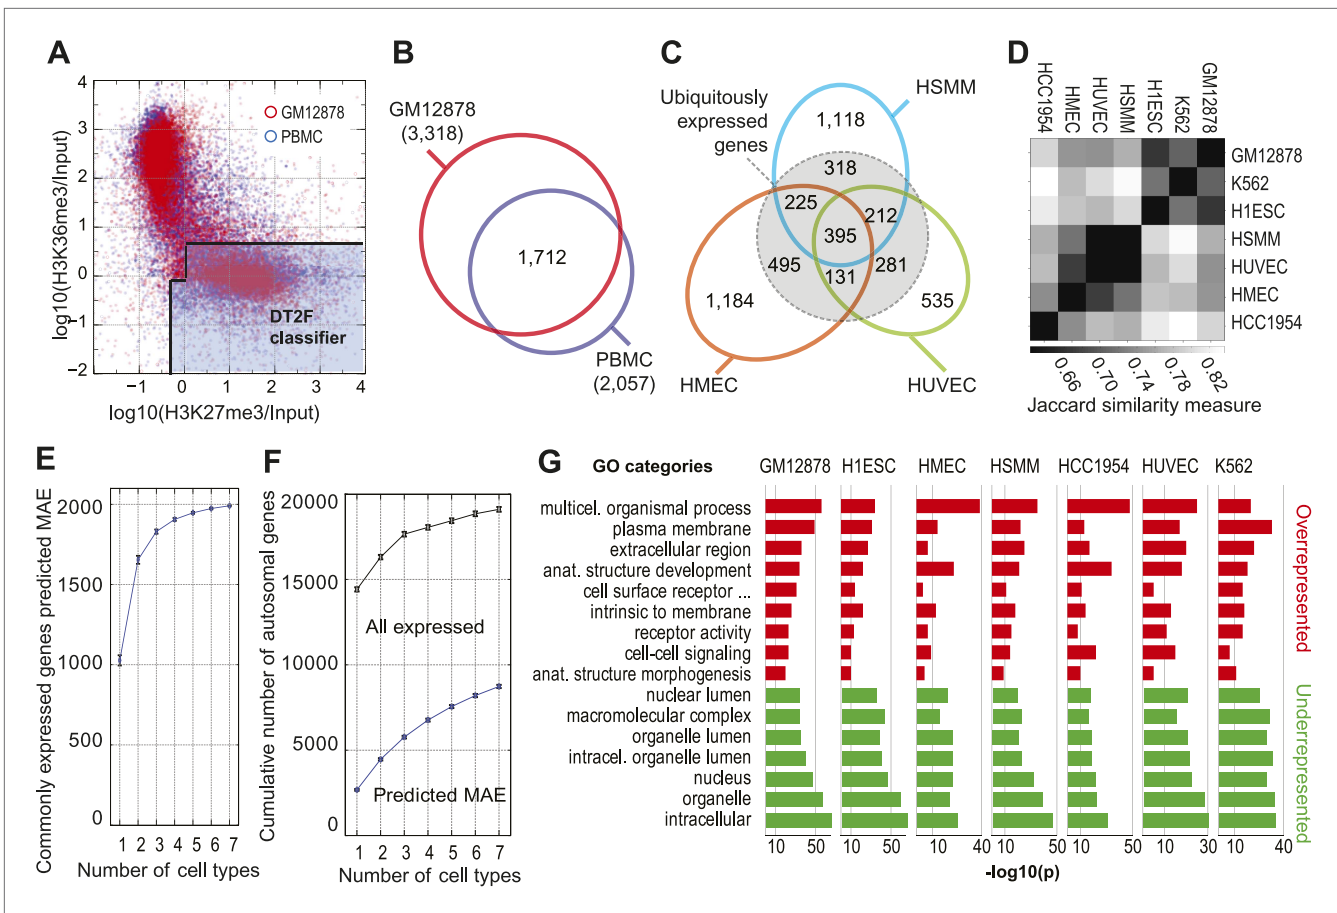 A
log10(H3K36me3/Input)
4
3
2
1
0
−1
−2
GM12878
PBMC
DT2F
classifier
−1 0 1 2 3 4
log10(H3K27me3/Input)
B
GM12878
(3,318)
1,712
PBMC
(2,057)
C
HSMM
Ubiquitously
expressed
genes
1,118
318
225
212
395
495
131
281
1,184
535
HMEC
HUVEC
D
HCC1954
HMEC
HUVEC
HSMM
H1ESC
K562
GM12878
GM12878
K562
H1ESC
HSMM
HUVEC
HMEC
HCC1954
0.66 0.70 0.74 0.78 0.82
Jaccard similarity measure
E
Commonly expressed genes predicted MAE
2000
1500
1000
500
0
1 2 3 4 5 6 7
Number of cell types
F
Cumulative number of autosomal genes
20000
15000
10000
5000
0
All expressed
Predicted MAE
1 2 3 4 5 6 7
Number of cell types
G
GO categories GM12878 H1ESC HMEC HSMM HCC1954 HUVEC K562
multicel. organismal process
plasma membrane
extracellular region
anat. structure development
cell surface receptor ...
intrinsic to membrane
receptor activity
cell-cell signaling
anat. structure morphogenesis
nuclear lumen
macromolecular complex
organelle lumen
intracel. organelle lumen
nucleus
organelle
intracellular
Overrepresented
Underrepresented
10 50 10 50 10 40 10 50 10 50 10 30 10 40
-log10(p)